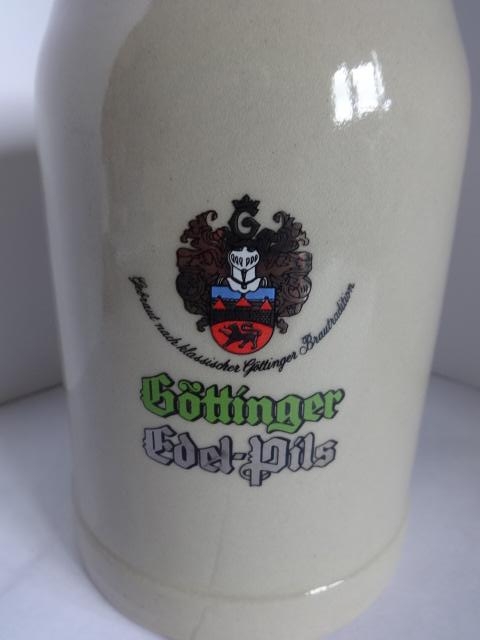 G
Gebraut nach klassischer Göttinger Brautradition
Göttinger
Edel-Pils